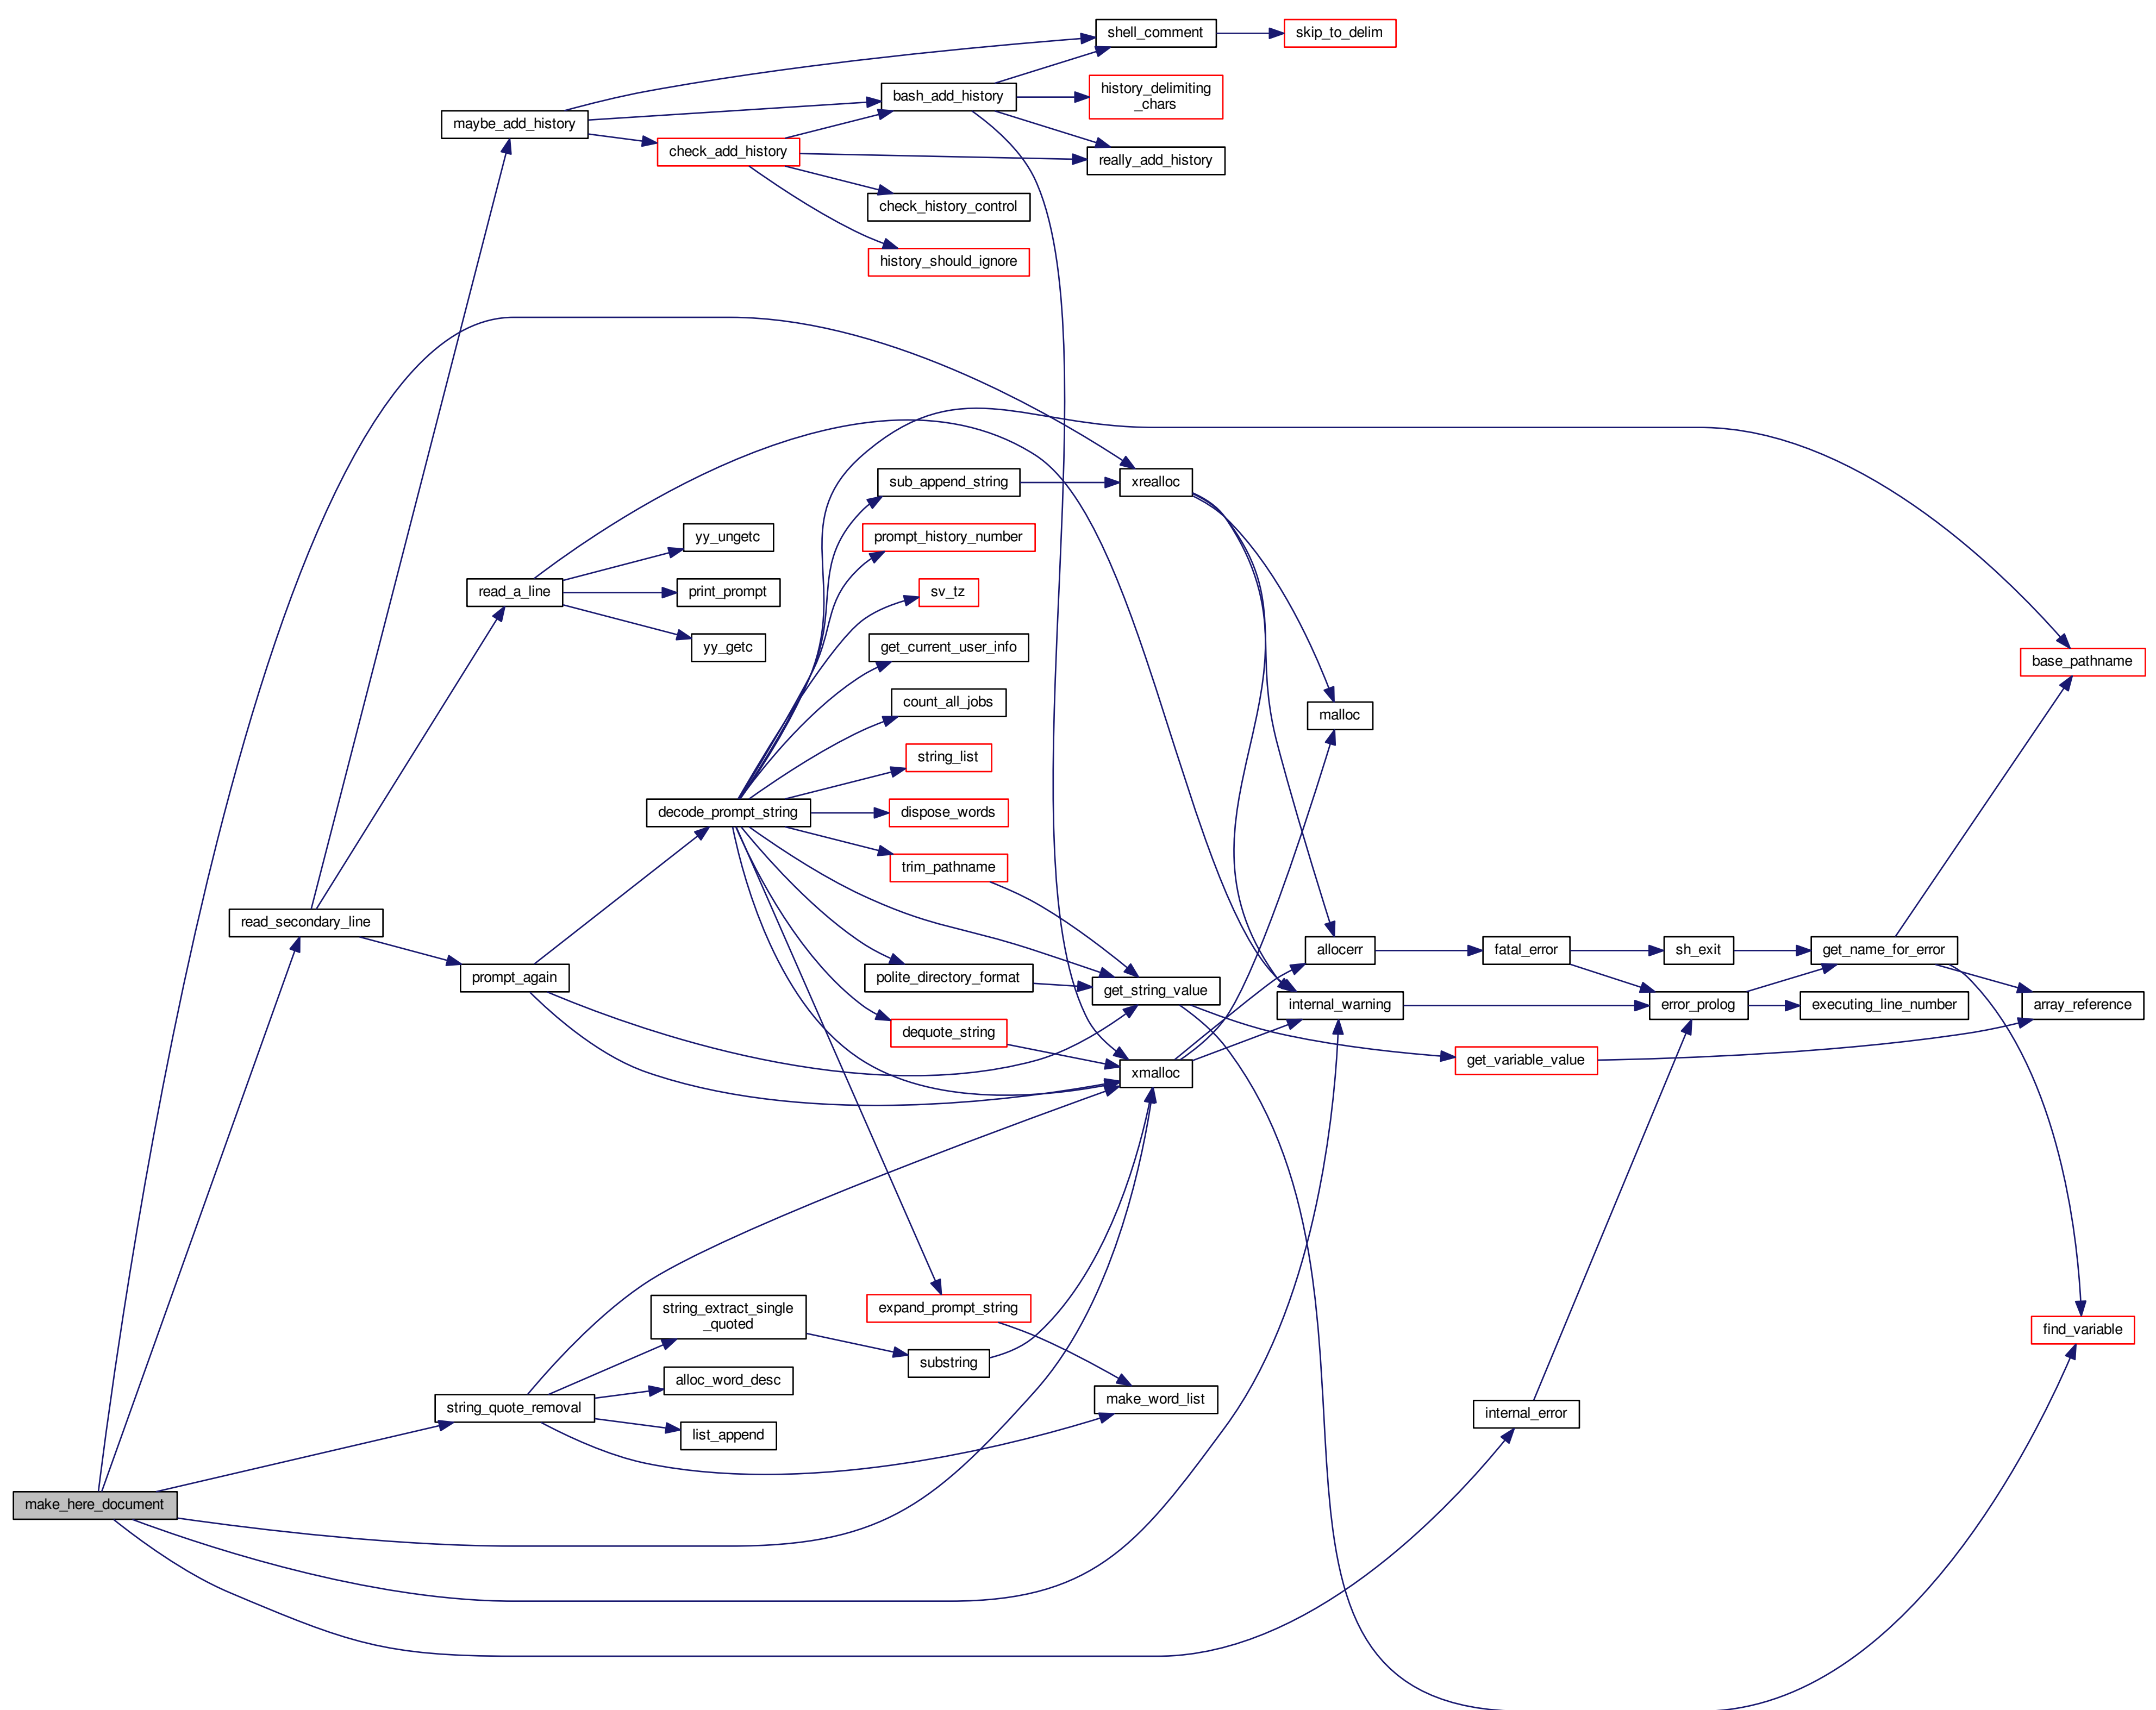 shell_comment
skip_to_delim
bash_add_history
history_delimiting
_chars
maybe_add_history
check_add_history
really_add_history
check_history_control
history_should_ignore
sub_append_string
xrealloc
yy_ungetc
prompt_history_number
read_a_line
print_prompt
sv_tz
yy_getc
get_current_user_info
base_pathname
count_all_jobs
malloc
string_list
decode_prompt_string
dispose_words
trim_pathname
read_secondary_line
allocerr
fatal_error
sh_exit
get_name_for_error
prompt_again
polite_directory_format
get_string_value
internal_warning
error_prolog
executing_line_number
array_reference
dequote_string
get_variable_value
xmalloc
expand_prompt_string
string_extract_single
_quoted
find_variable
substring
alloc_word_desc
make_word_list
string_quote_removal
internal_error
list_append
make_here_document